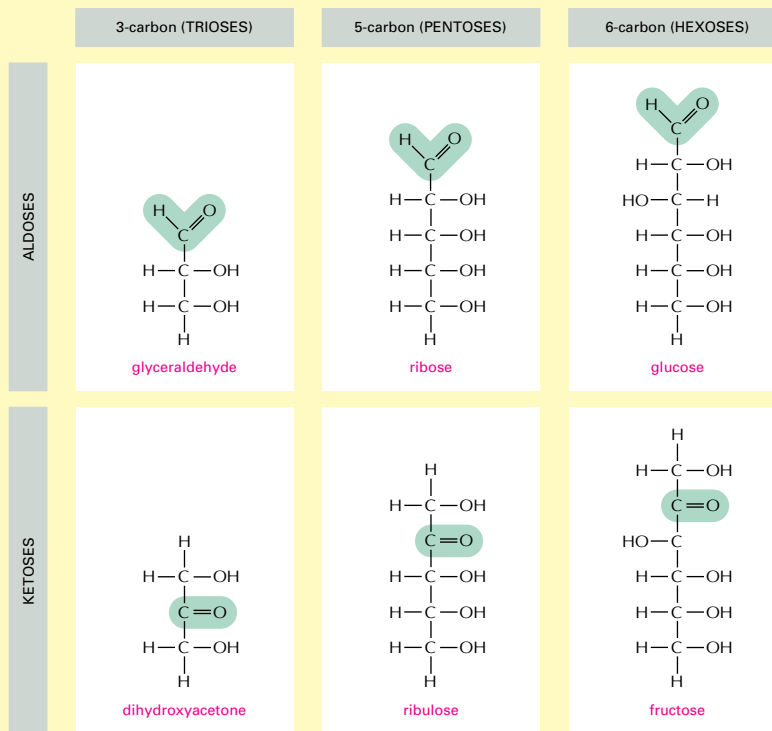 3-carbon (TRIOSES)
5-carbon (PENTOSES)
6-carbon (HEXOSES)
ALDOSES
H O
C
H—C—OH
H—C—OH
H
glyceraldehyde
H O
C
H—C—OH
H—C—OH
H—C—OH
H—C—OH
H
ribose
H O
C
H—C—OH
HO—C—H
H—C—OH
H—C—OH
H—C—OH
H
glucose
KETOSES
H
H—C—OH
C=O
H—C—OH
H
dihydroxyacetone
H
H—C—OH
C=O
H—C—OH
H—C—OH
H—C—OH
H
ribulose
H
H—C—OH
C=O
HO—C
H—C—OH
H—C—OH
H—C—OH
H
fructose